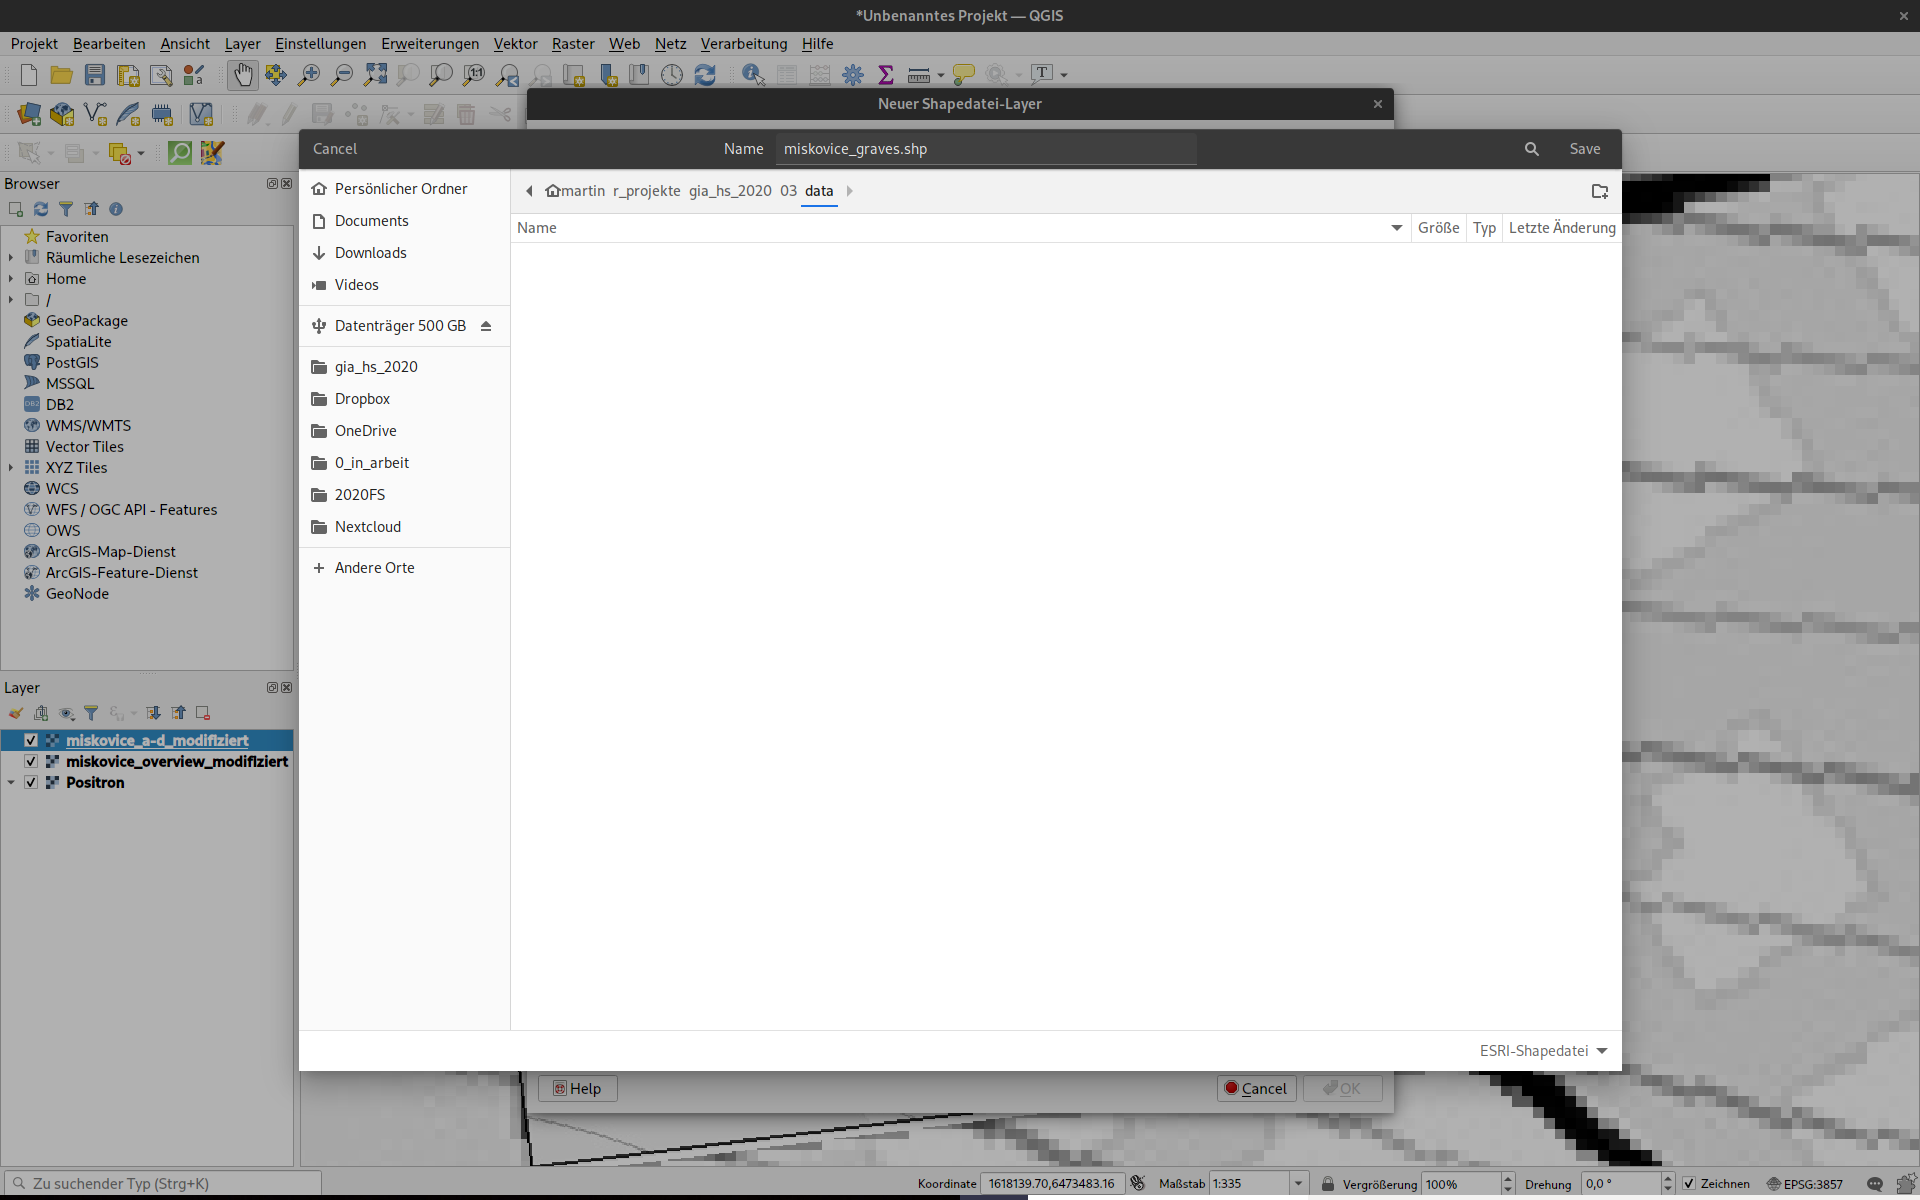 *Unbenanntes Projekt — QGIS
Projekt Bearbeiten Ansicht Layer Einstellungen Erweiterungen Vektor Raster Web Netz Verarbeitung Hilfe
Neuer Shapedatei-Layer
Cancel Name miskovice_graves.shp Save
Browser
Favoriten
Räumliche Lesezeichen
Home
/
GeoPackage
SpatiaLite
PostGIS
MSSQL
DB2
WMS/WMTS
Vector Tiles
XYZ Tiles
WCS
WFS / OGC API - Features
OWS
ArcGIS-Map-Dienst
ArcGIS-Feature-Dienst
GeoNode
Layer
miskovice_a-d_modifiziert
miskovice_overview_modifiziert
Positron
Persönlicher Ordner
Documents
Downloads
Videos
Datenträger 500 GB
gia_hs_2020
Dropbox
OneDrive
0_in_arbeit
2020FS
Nextcloud
Andere Orte
martin r_projekte gia_hs_2020 03 data
Name Größe Typ Letzte Änderung
ESRI-Shapedatei
Help Cancel OK
Zu suchender Typ (Strg+K) Koordinate 1618139.70,6473483.16 Maßstab 1:335 Vergrößerung 100% Drehung 0,0 ° Zeichnen EPSG:3857